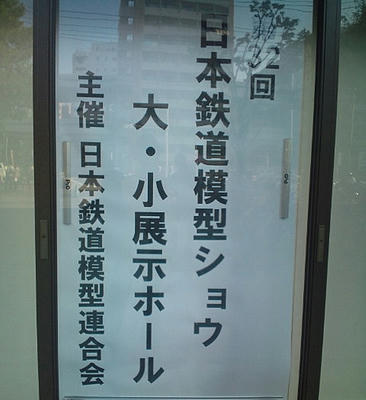 回
日本鉄道模型ショウ
大・小展示ホール
主催 日本鉄道模型連合会